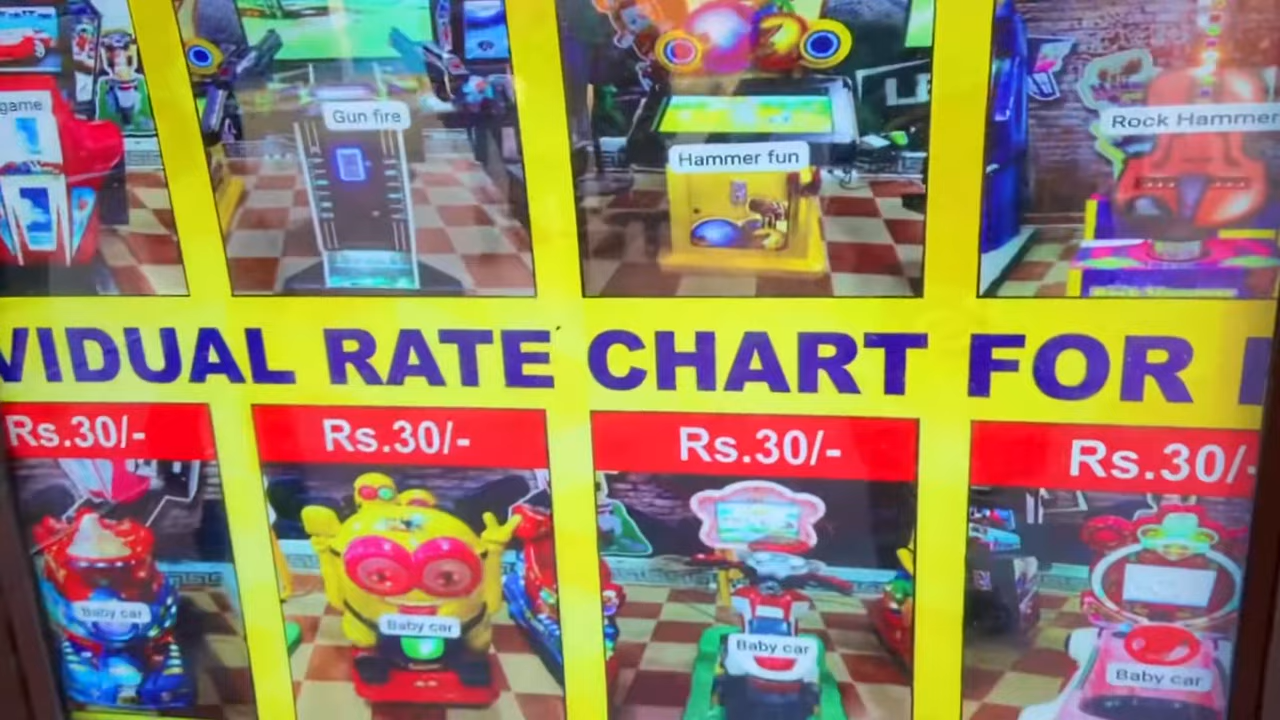 game
Gun fire
Hammer fun
Rock Hammer
VIDUAL RATE CHART FOR
Rs.30/- Rs.30/- Rs.30/- Rs.30/-
Baby car Baby car Baby car Baby car